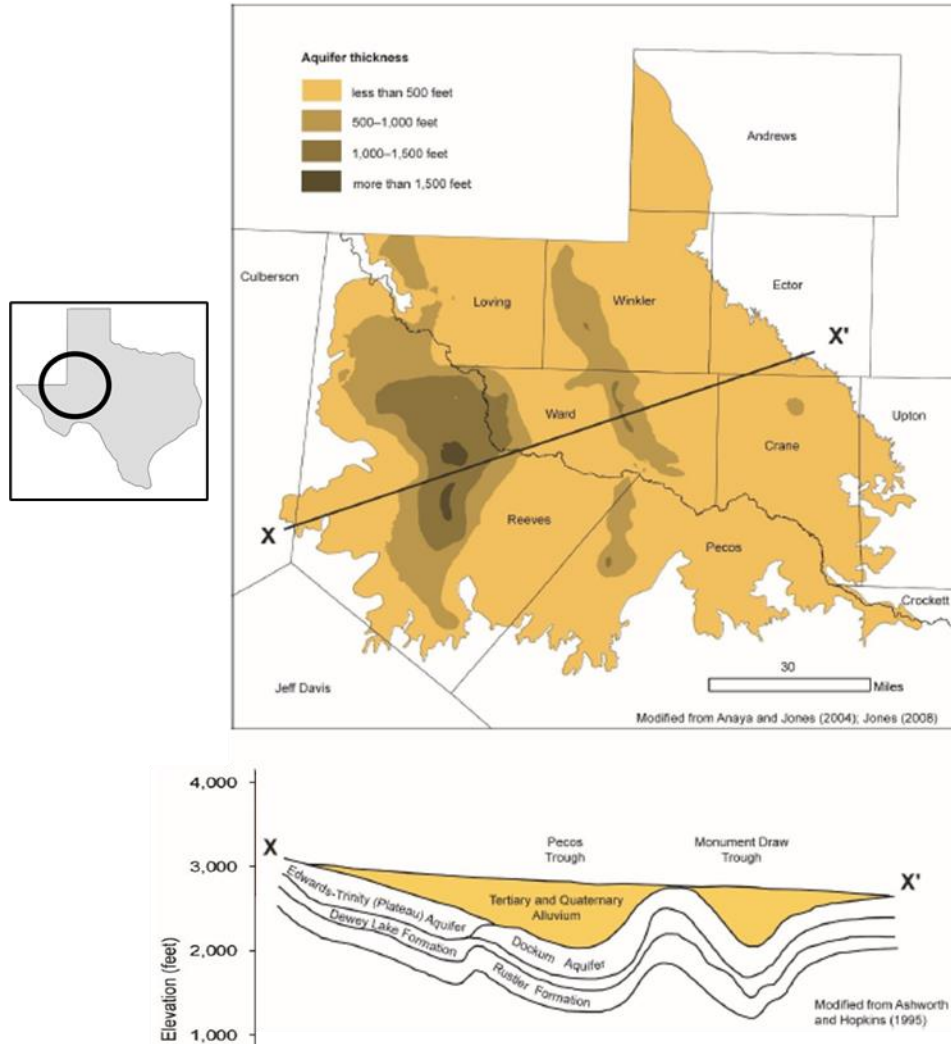 Aquifer thickness
less than 500 feet
500–1,000 feet
1,000–1,500 feet
more than 1,500 feet
Andrews
Culberson
Loving
Winkler
Ector
X'
Ward
Upton
Crane
X
Reeves
Pecos
Crockett
30
Miles
Jeff Davis
Modified from Anaya and Jones (2004); Jones (2008)
4,000
3,000
2,000
1,000
Elevation (feet)
X
Pecos
Trough
Monument Draw
Trough
X'
Tertiary and Quaternary
Alluvium
Edwards-Trinity (Plateau) Aquifer
Dewey Lake Formation
Dockum Aquifer
Rustler Formation
Modified from Ashworth
and Hopkins (1995)